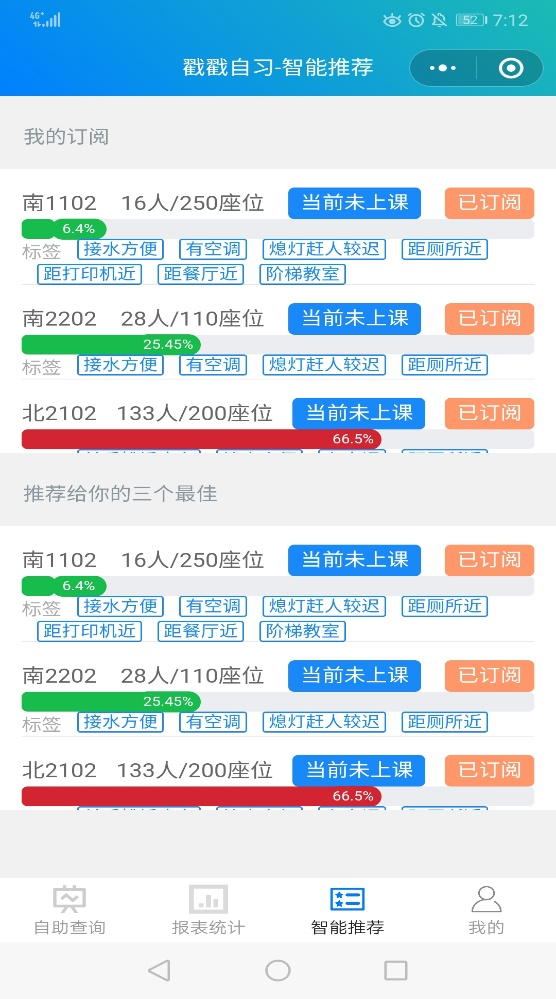 4G+ 52 7:12
戳戳自习-智能推荐
我的订阅
南1102 16人/250座位 当前未上课 已订阅
6.4%
标签 接水方便 有空调 熄灯赶人较迟 距厕所近
距打印机近 距餐厅近 阶梯教室
南2202 28人/110座位 当前未上课 已订阅
25.45%
标签 接水方便 有空调 熄灯赶人较迟 距厕所近
北2102 133人/200座位 当前未上课 已订阅
66.5%
推荐给你的三个最佳
南1102 16人/250座位 当前未上课 已订阅
6.4%
标签 接水方便 有空调 熄灯赶人较迟 距厕所近
距打印机近 距餐厅近 阶梯教室
南2202 28人/110座位 当前未上课 已订阅
25.45%
标签 接水方便 有空调 熄灯赶人较迟 距厕所近
北2102 133人/200座位 当前未上课 已订阅
66.5%
自助查询 报表统计 智能推荐 我的